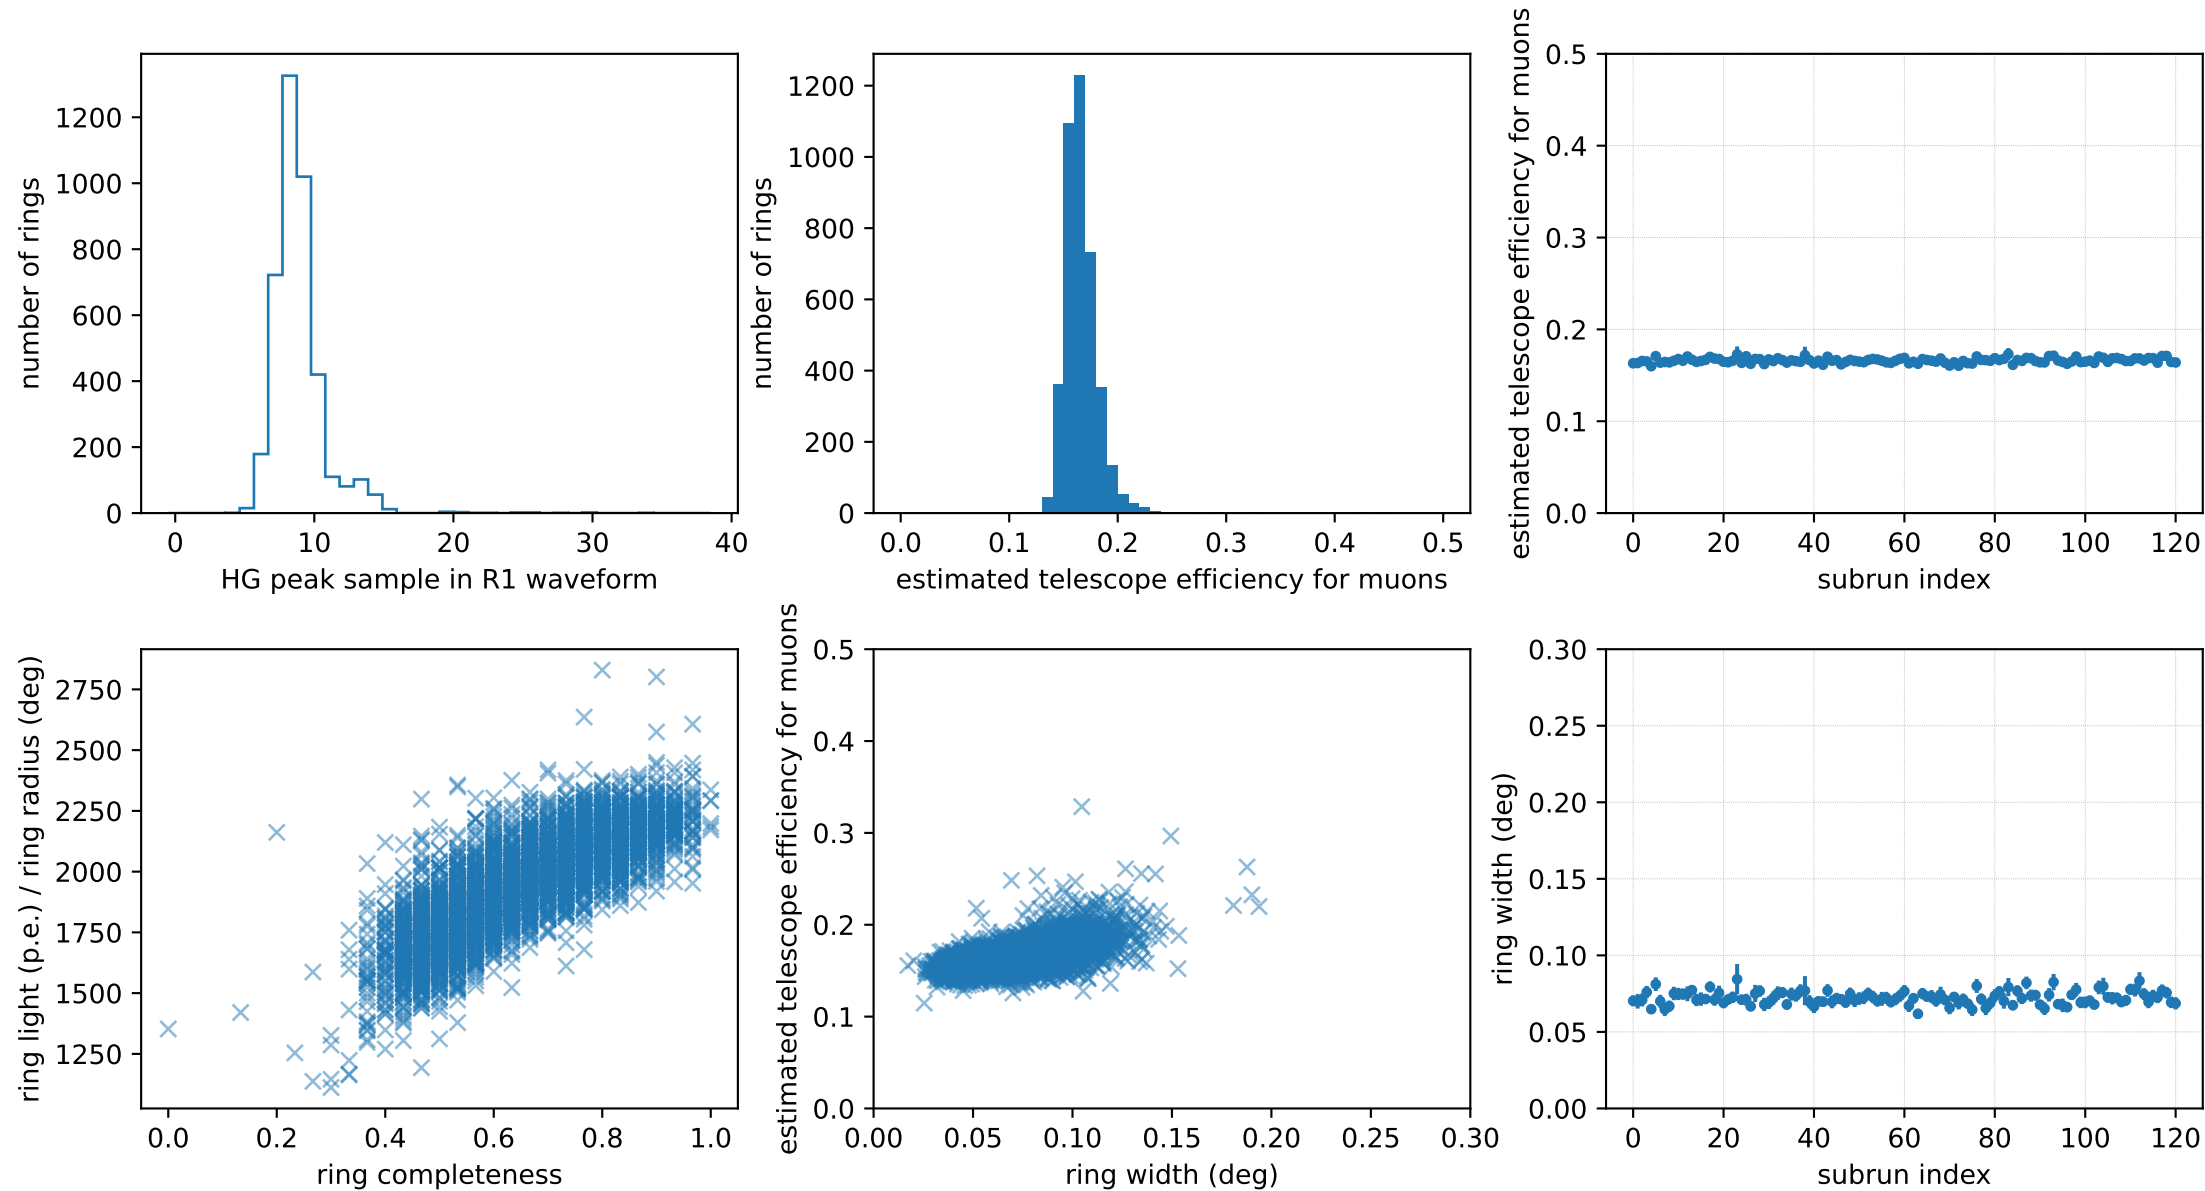 number of rings
1200
1000
800
600
400
200
0
0 10 20 30 40
HG peak sample in R1 waveform
number of rings
1200
1000
800
600
400
200
0
0.0 0.1 0.2 0.3 0.4 0.5
estimated telescope efficiency for muons
estimated telescope efficiency for muons
0.5
0.4
0.3
0.2
0.1
0.0
0 20 40 60 80 100 120
subrun index
ring light (p.e.) / ring radius (deg)
2750
2500
2250
2000
1750
1500
1250
0.0 0.2 0.4 0.6 0.8 1.0
ring completeness
estimated telescope efficiency for muons
0.5
0.4
0.3
0.2
0.1
0.0
0.00 0.05 0.10 0.15 0.20 0.25 0.30
ring width (deg)
ring width (deg)
0.30
0.25
0.20
0.15
0.10
0.05
0.00
0 20 40 60 80 100 120
subrun index